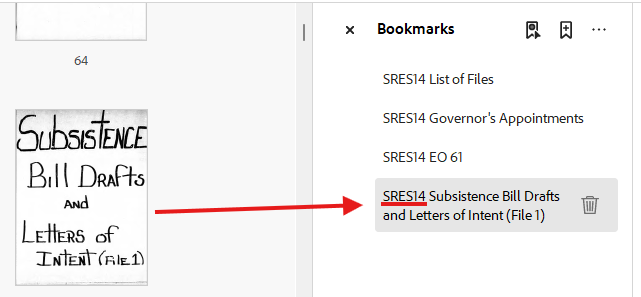 64
Subsistence
Bill Drafts
AND
Letters of
Intent (File 1)
Bookmarks
SRES14 List of Files
SRES14 Governor's Appointments
SRES14 EO 61
SRES14 Subsistence Bill Drafts
and Letters of Intent (File 1)